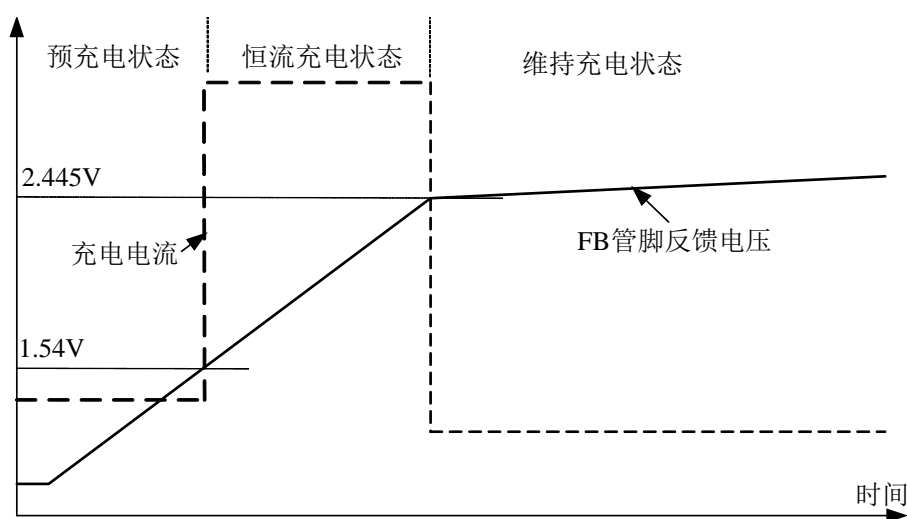 预充电状态
恒流充电状态
维持充电状态
2.445V
充电电流
FB管脚反馈电压
1.54V
时间